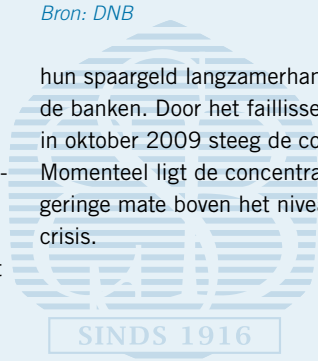 Bron: DNB
hun spaargeld langzamerhan
de banken. Door het faillisse
in oktober 2009 steeg de co
Momenteel ligt de concentra
geringe mate boven het nivea
crisis.
SINDS 1916